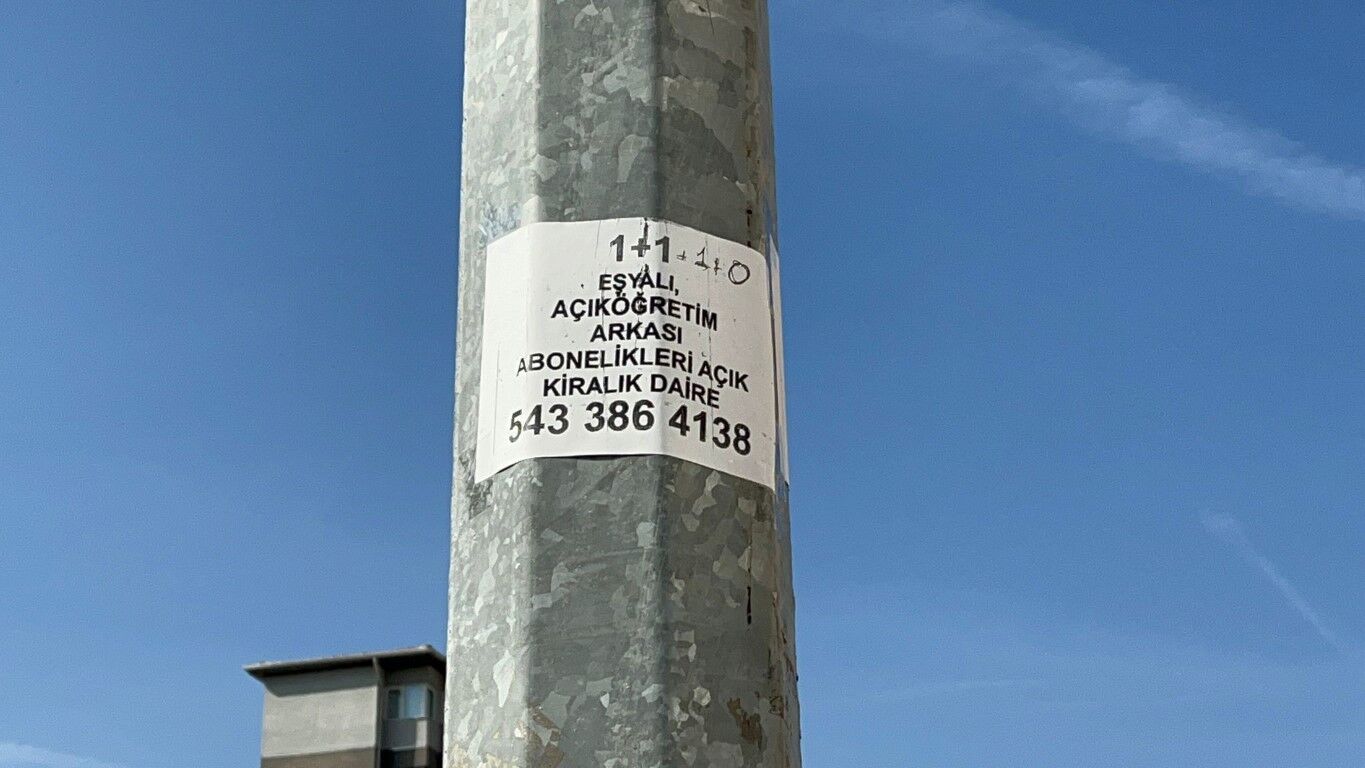 1+1 + 1+0
EŞYALI,
AÇIKÖĞRETİM
ARKASI
ABONELİKLERİ AÇIK
KİRALIK DAİRE
543 386 4138